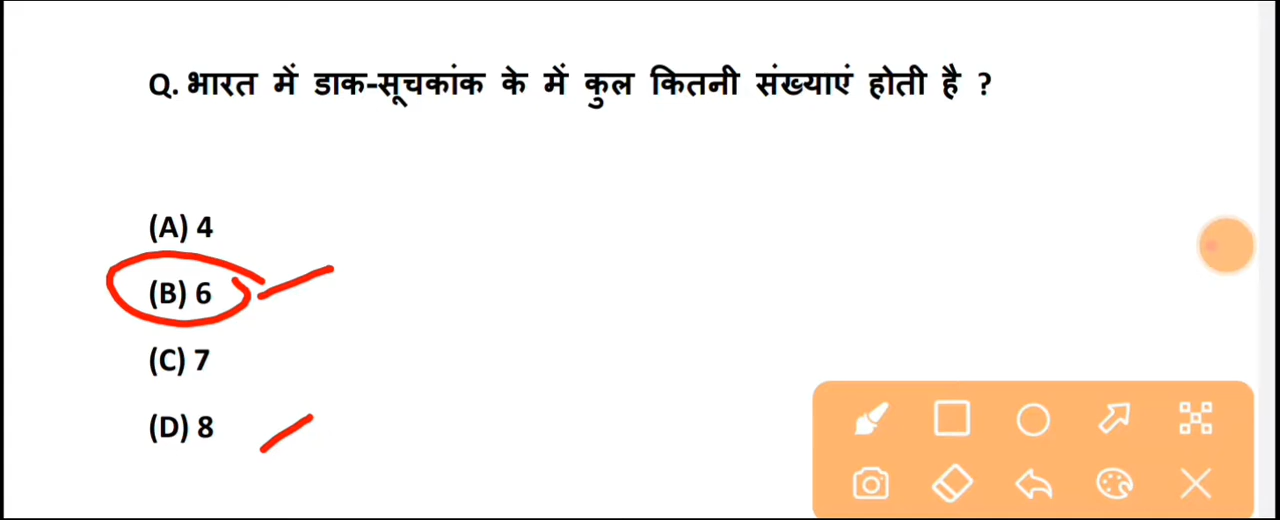 Q. भारत में डाक-सूचकांक के में कुल कितनी संख्याएं होती है ?
(A) 4
(B) 6
(C) 7
(D) 8